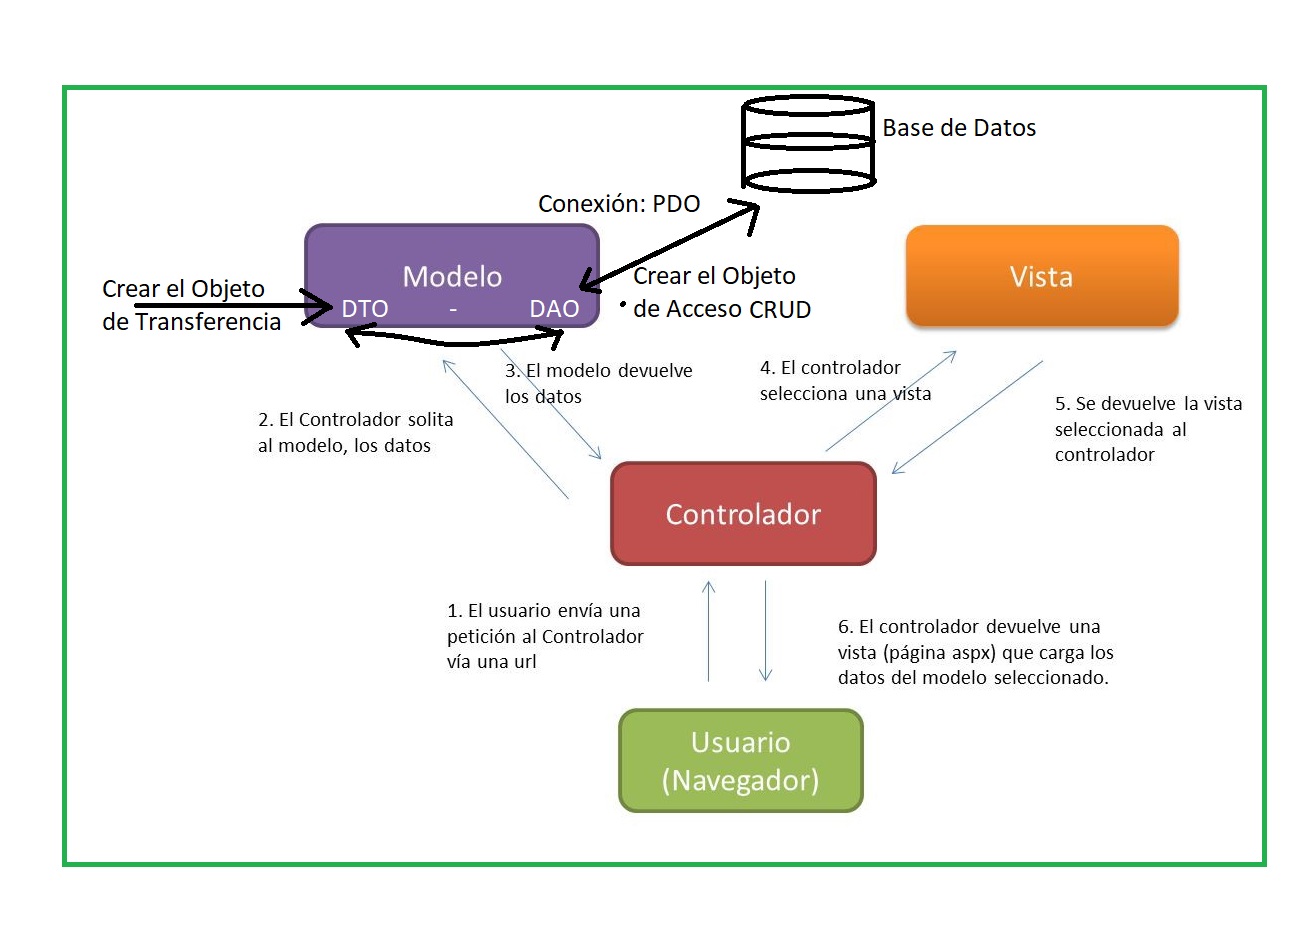 Base de Datos
Conexión: PDO
Modelo
DTO - DAO
Crear el Objeto
de Transferencia
Crear el Objeto
de Acceso CRUD
Vista
3. El modelo devuelve
los datos
4. El controlador
selecciona una vista
2. El Controlador solita
al modelo, los datos
5. Se devuelve la vista
seleccionada al
controlador
Controlador
1. El usuario envía una
petición al Controlador
vía una url
6. El controlador devuelve una
vista (página aspx) que carga los
datos del modelo seleccionado.
Usuario
(Navegador)